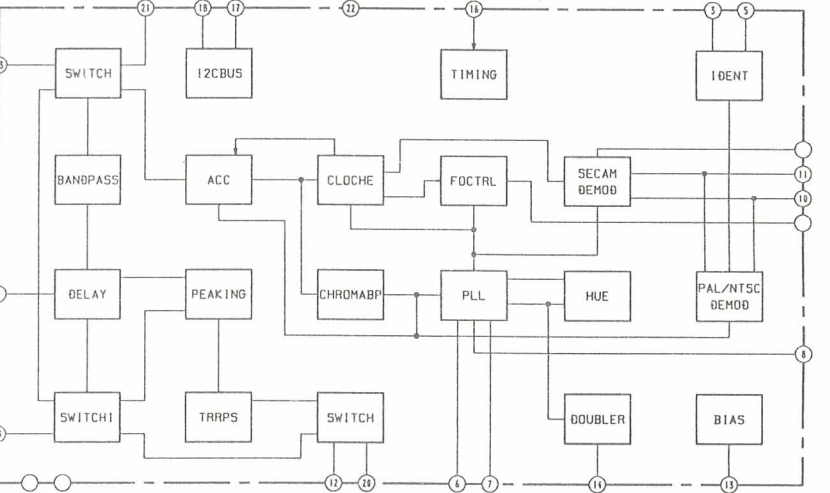 21 18 17 22 16 3 5
SWITCH
I2CBUS
TIMING
IDENT
BANDPASS
ACC
CLOCHE
FOCTRL
SECAM
DEMOD
11
10
DELAY
PEAKING
CHROMABP
PLL
HUE
PAL/NTSC
DEMOD
8
SWITCH1
TRRPS
SWITCH
DOUBLER
BIAS
12 20 6 7 14 13